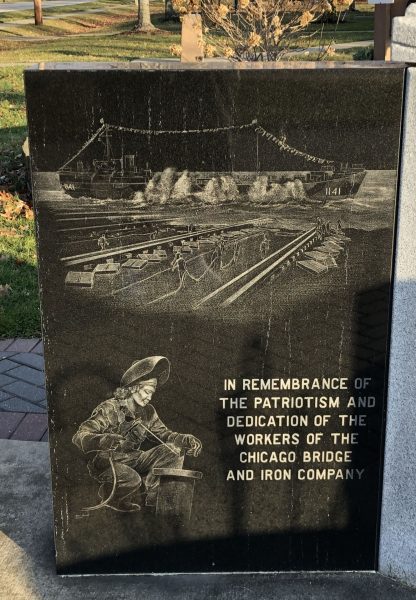 1141
IN REMEMBRANCE OF
THE PATRIOTISM AND
DEDICATION OF THE
WORKERS OF THE
CHICAGO BRIDGE
AND IRON COMPANY